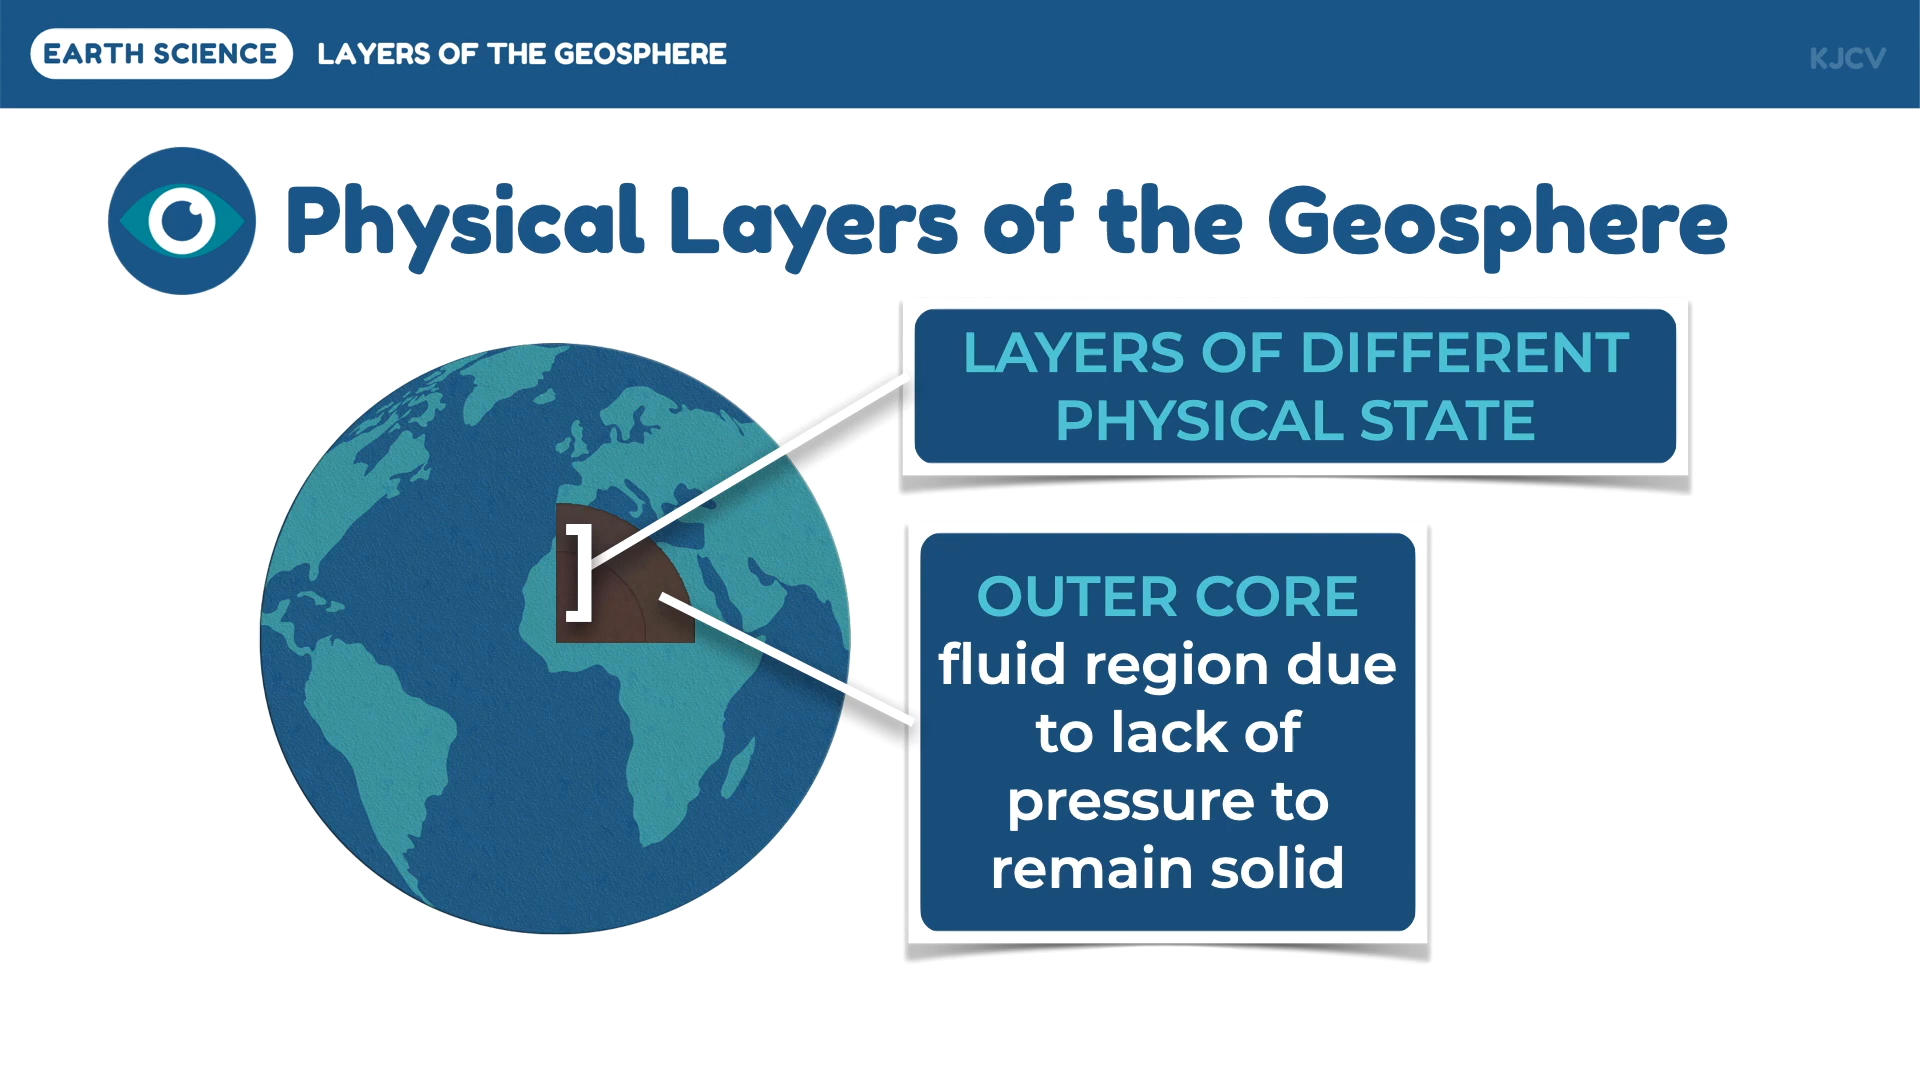 EARTH SCIENCE LAYERS OF THE GEOSPHERE KJCV
Physical Layers of the Geosphere
LAYERS OF DIFFERENT
PHYSICAL STATE
OUTER CORE
fluid region due
to lack of
pressure to
remain solid